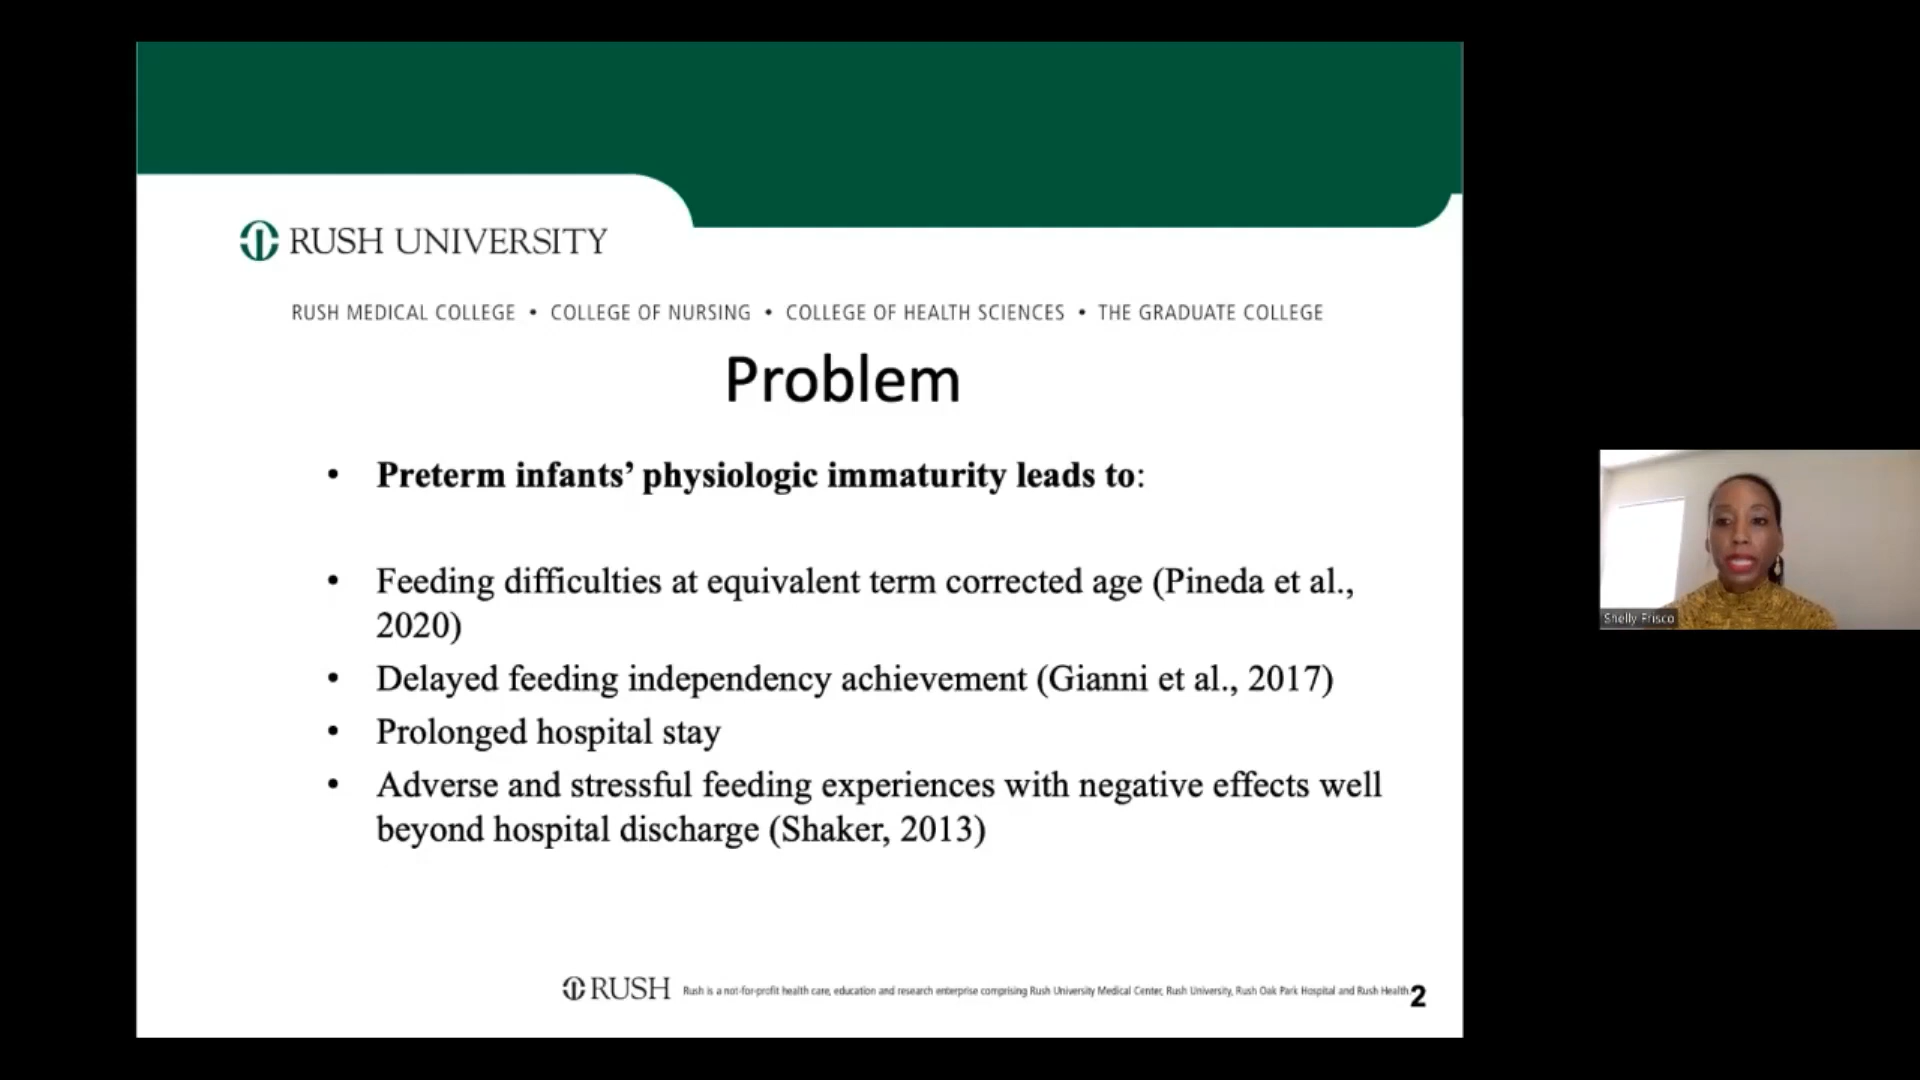 RUSH UNIVERSITY
RUSH MEDICAL COLLEGE • COLLEGE OF NURSING • COLLEGE OF HEALTH SCIENCES • THE GRADUATE COLLEGE
Problem
• Preterm infants’ physiologic immaturity leads to:
• Feeding difficulties at equivalent term corrected age (Pineda et al.,
2020)
• Delayed feeding independency achievement (Gianni et al., 2017)
• Prolonged hospital stay
• Adverse and stressful feeding experiences with negative effects well
beyond hospital discharge (Shaker, 2013)
Shelly Frisco
RUSH Rush is a not-for-profit health care, education and research enterprise comprising Rush University Medical Center, Rush University, Rush Oak Park Hospital and Rush Health. 2